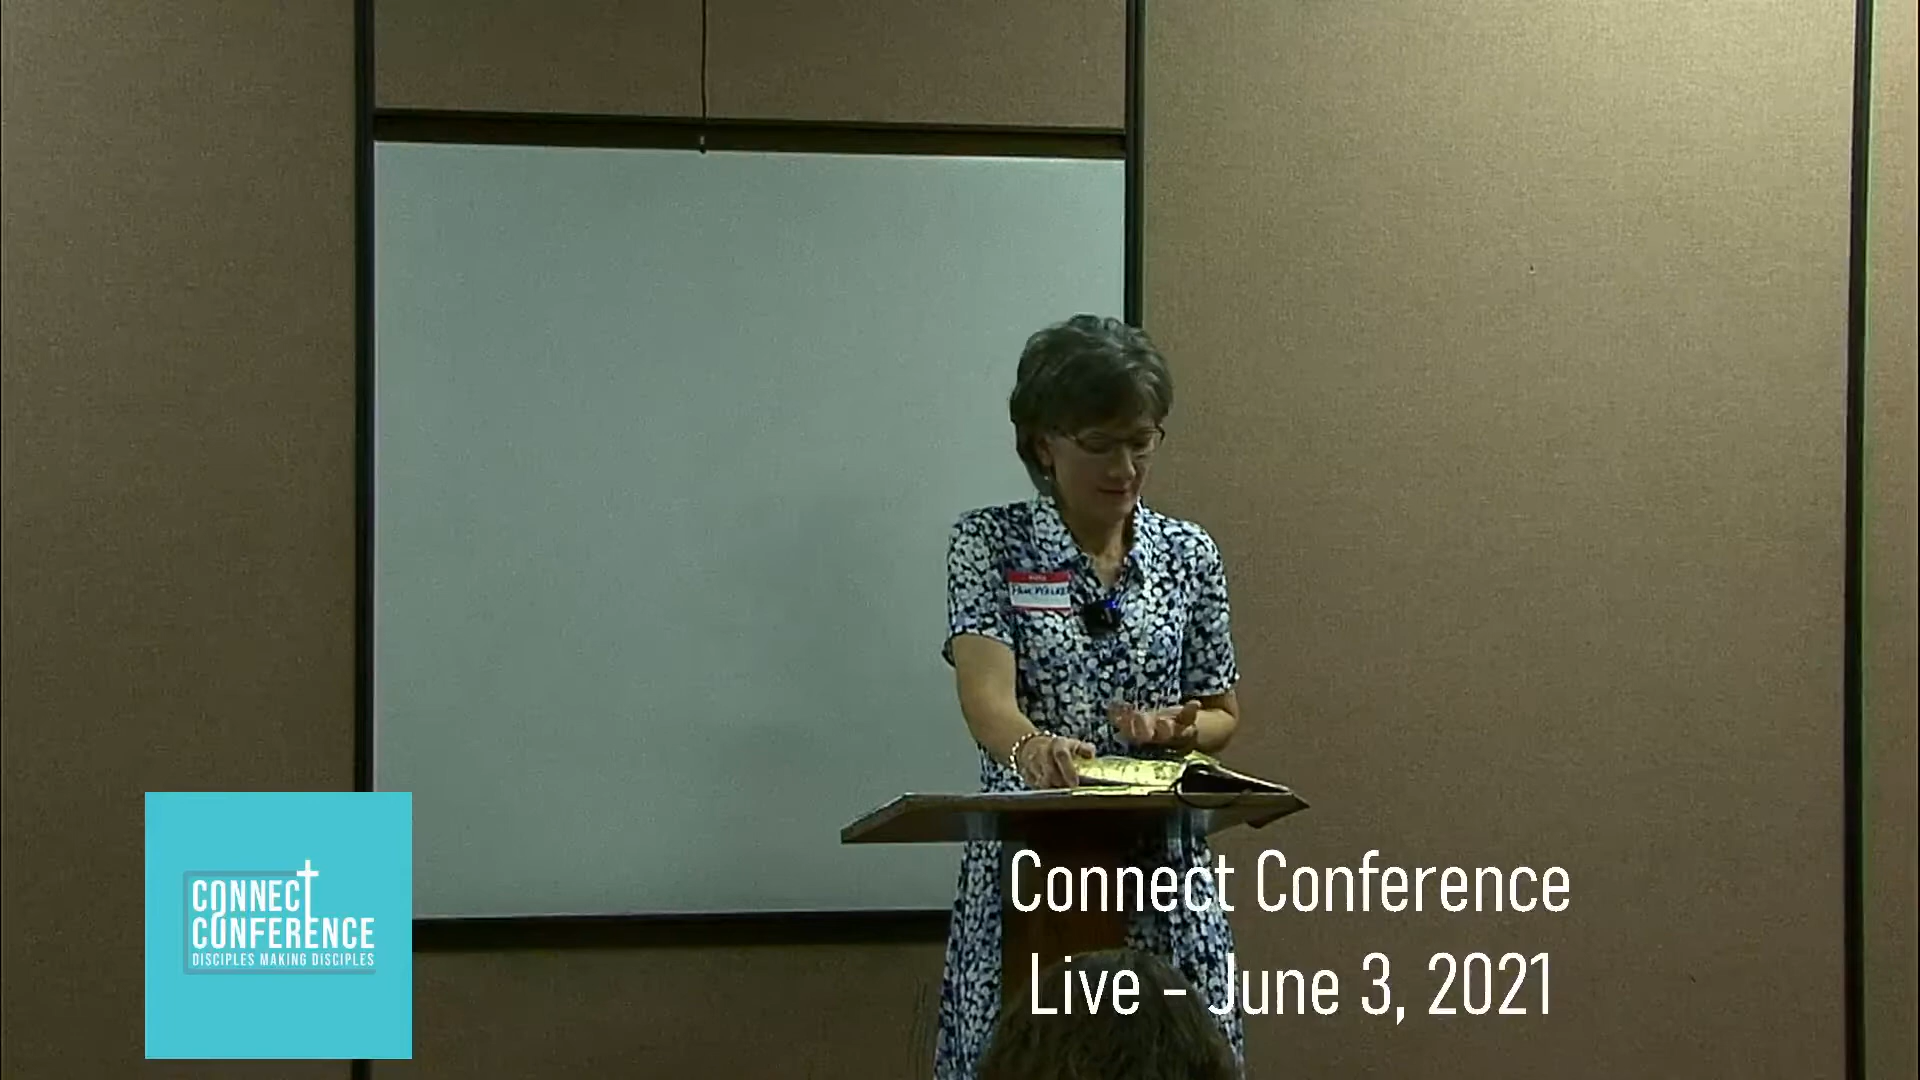 CONNECT
CONFERENCE
DISCIPLES MAKING DISCIPLES
Connect Conference
Live - June 3, 2021